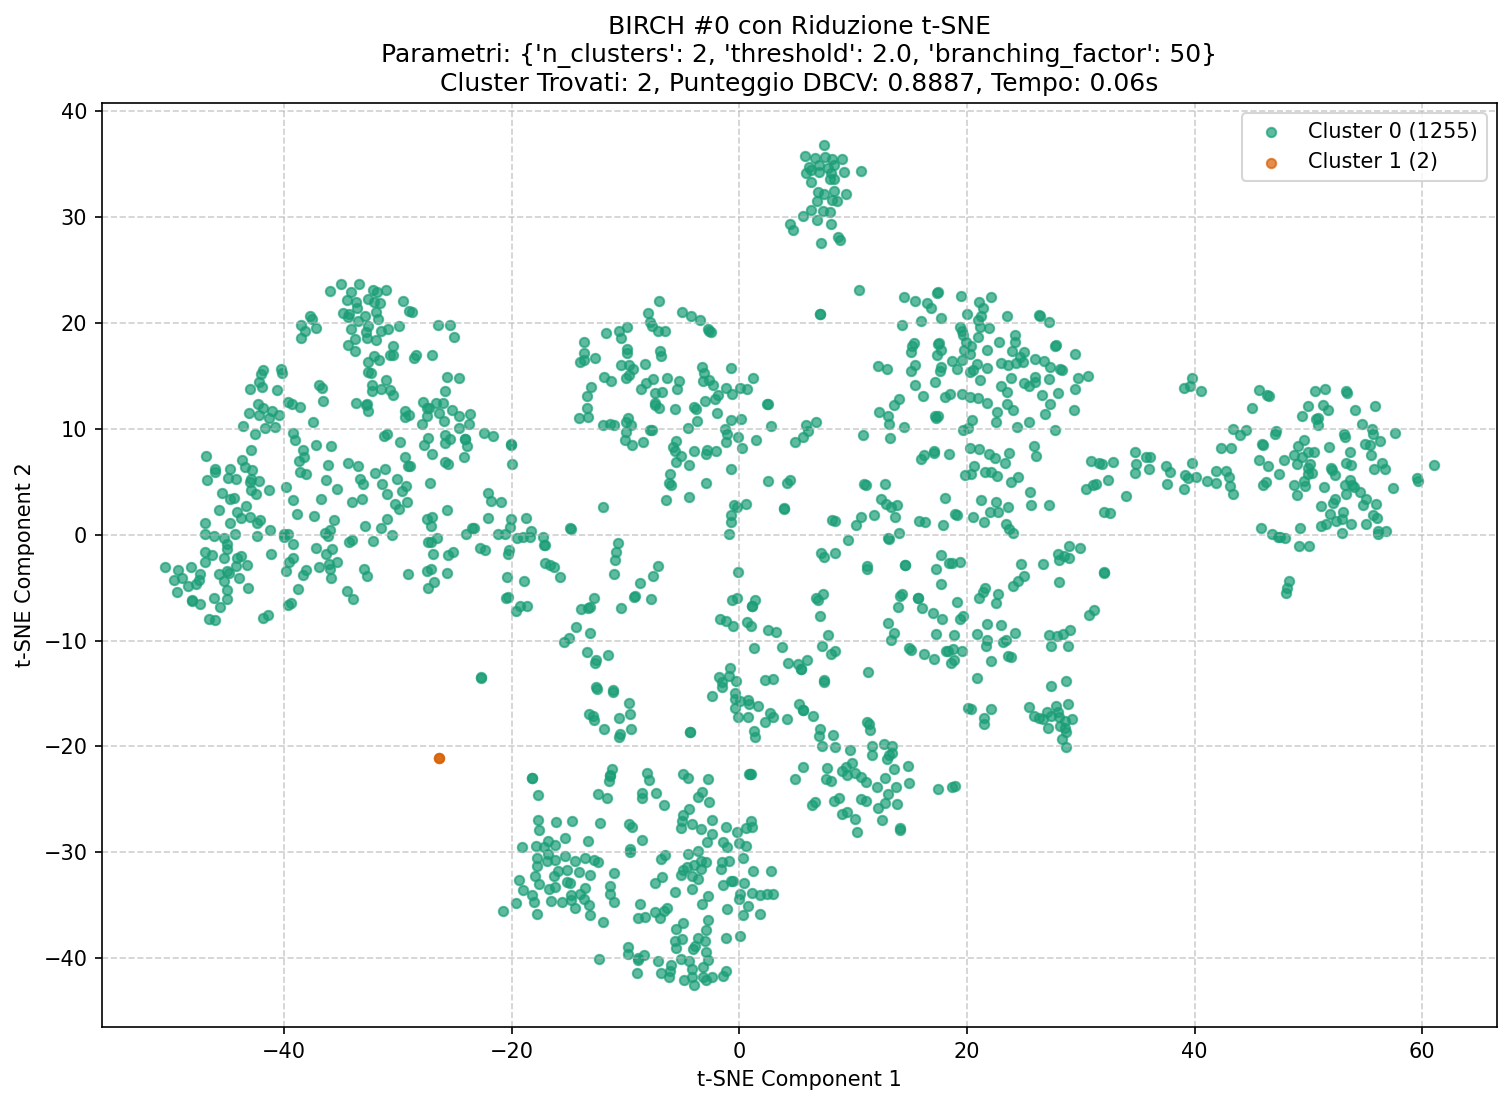 BIRCH #0 con Riduzione t-SNE
Parametri: {'n_clusters': 2, 'threshold': 2.0, 'branching_factor': 50}
Cluster Trovati: 2, Punteggio DBCV: 0.8887, Tempo: 0.06s
Cluster 0 (1255)
Cluster 1 (2)
t-SNE Component 2
40
30
20
10
0
−10
−20
−30
−40
−40
−20
0
20
40
60
t-SNE Component 1